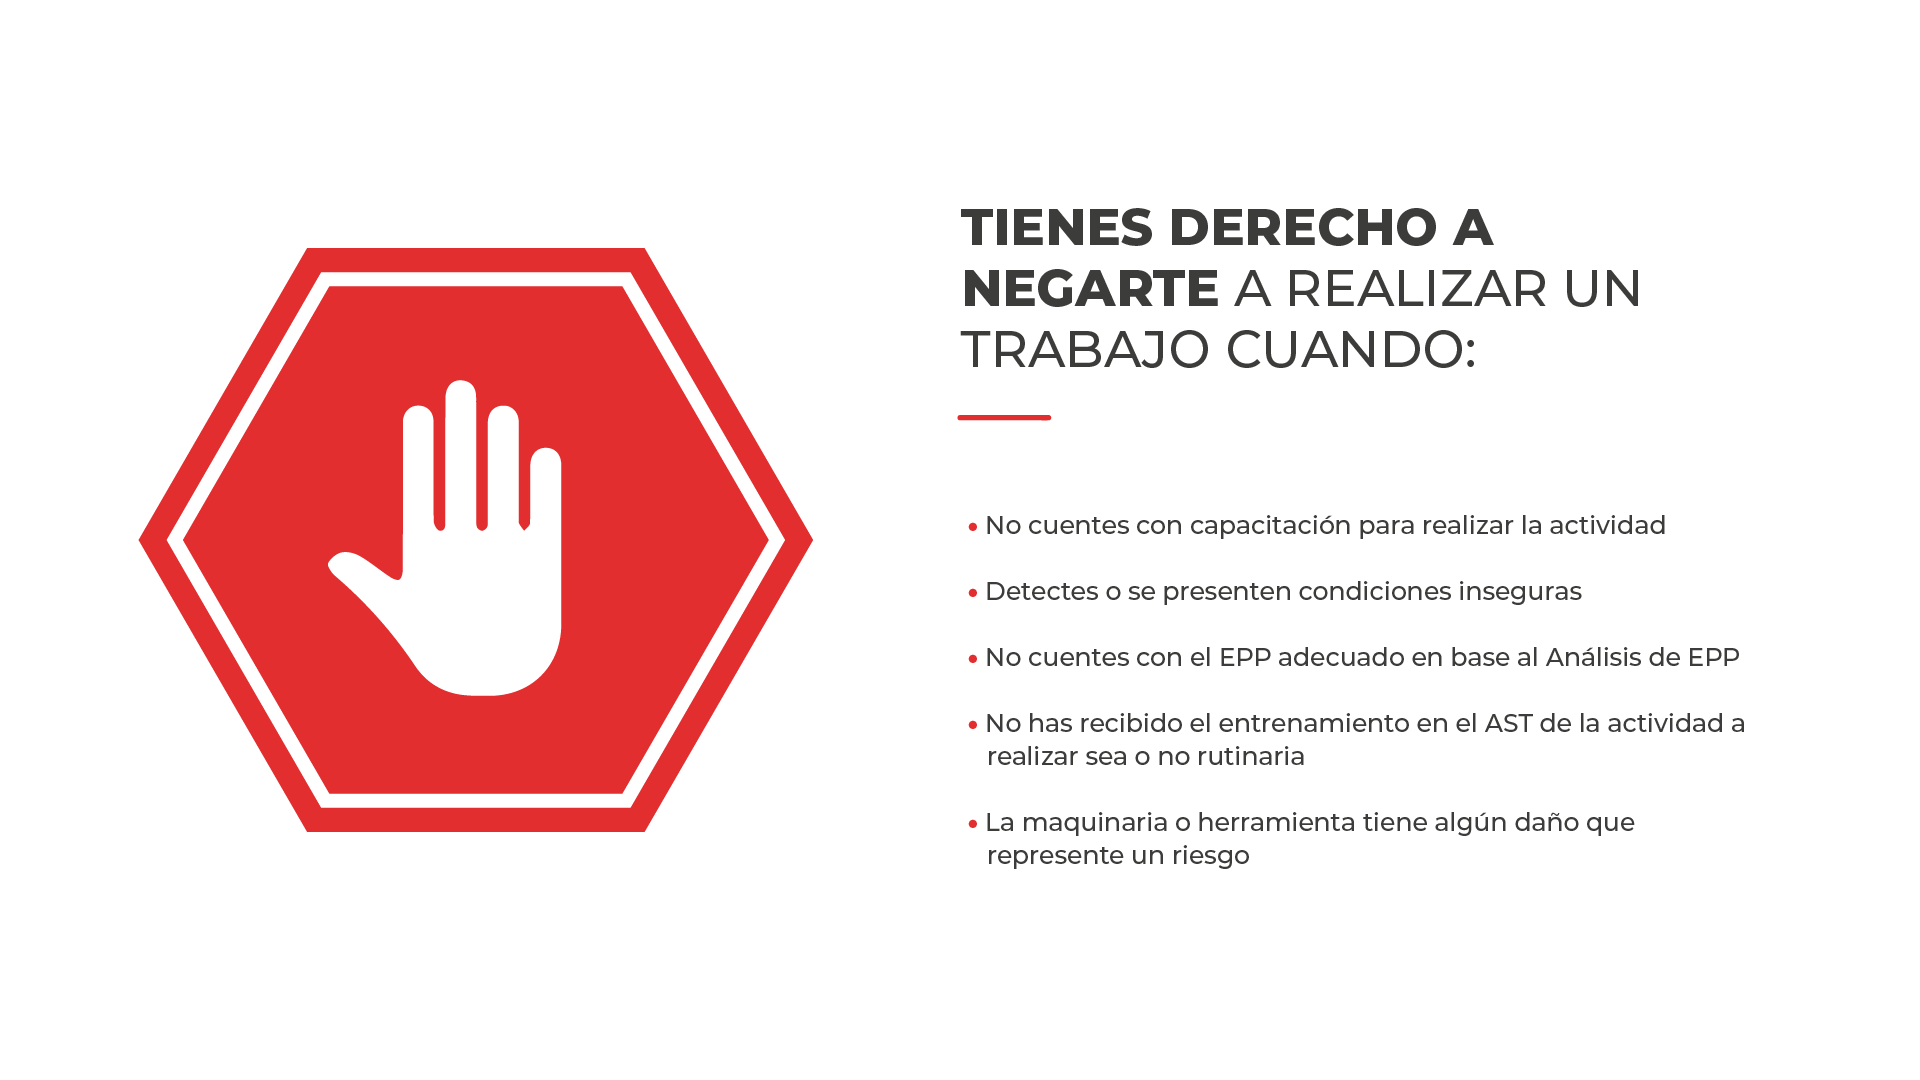 TIENES DERECHO A
NEGARTE A REALIZAR UN
TRABAJO CUANDO:
• No cuentes con capacitación para realizar la actividad
• Detectes o se presenten condiciones inseguras
• No cuentes con el EPP adecuado en base al Análisis de EPP
• No has recibido el entrenamiento en el AST de la actividad a
realizar sea o no rutinaria
• La maquinaria o herramienta tiene algún daño que
represente un riesgo